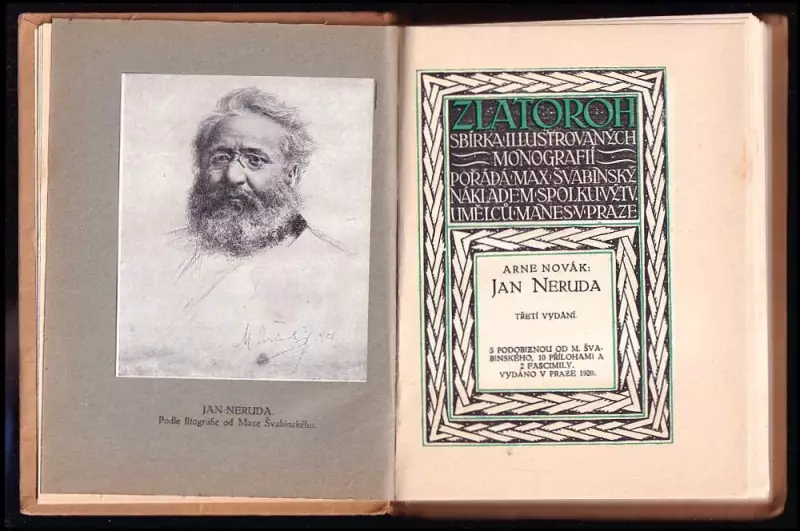 JAN NERUDA.
Podle litografie od Maxe Švabinského.
ZLATOROH
SBÍRKA·ILLUSTROVANÝCH
MONOGRAFIÍ
POŘÁDÁ·MAX·ŠVABINSKÝ
NÁKLADEM·SPOLKU·VÝTV.
UMĚLCŮ·MANES·V·PRAZE
ARNE NOVÁK:
JAN NERUDA
TŘETÍ VYDÁNÍ.
S PODOBIZNOU OD M. ŠVA-
BINSKÉHO, 10 PŘÍLOHAMI A
2 FASCIMILY.
VYDÁNO V PRAZE 1920.